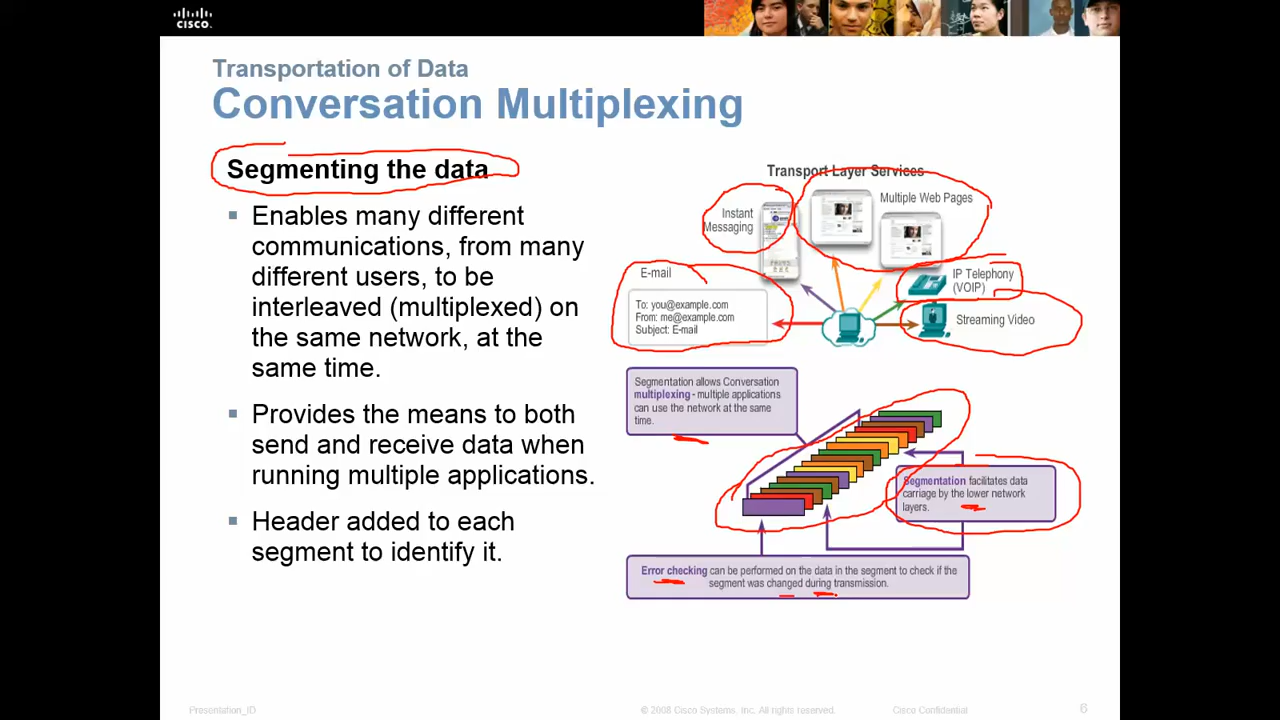 CISCO
Transportation of Data
Conversation Multiplexing
Segmenting the data
Enables many different
communications, from many
different users, to be
interleaved (multiplexed) on
the same network, at the
same time.
Provides the means to both
send and receive data when
running multiple applications.
Header added to each
segment to identify it.
Transport Layer Services
Instant
Messaging
Multiple Web Pages
E-mail
To: you@example.com
From: me@example.com
Subject: E-mail
IP Telephony
(VOIP)
Streaming Video
Segmentation allows Conversation
multiplexing - multiple applications
can use the network at the same
time.
Segmentation facilitates data
carriage by the lower network
layers.
Error checking can be performed on the data in the segment to check if the
segment was changed during transmission.
Presentation_ID
© 2008 Cisco Systems, Inc. All rights reserved.
Cisco Confidential
6